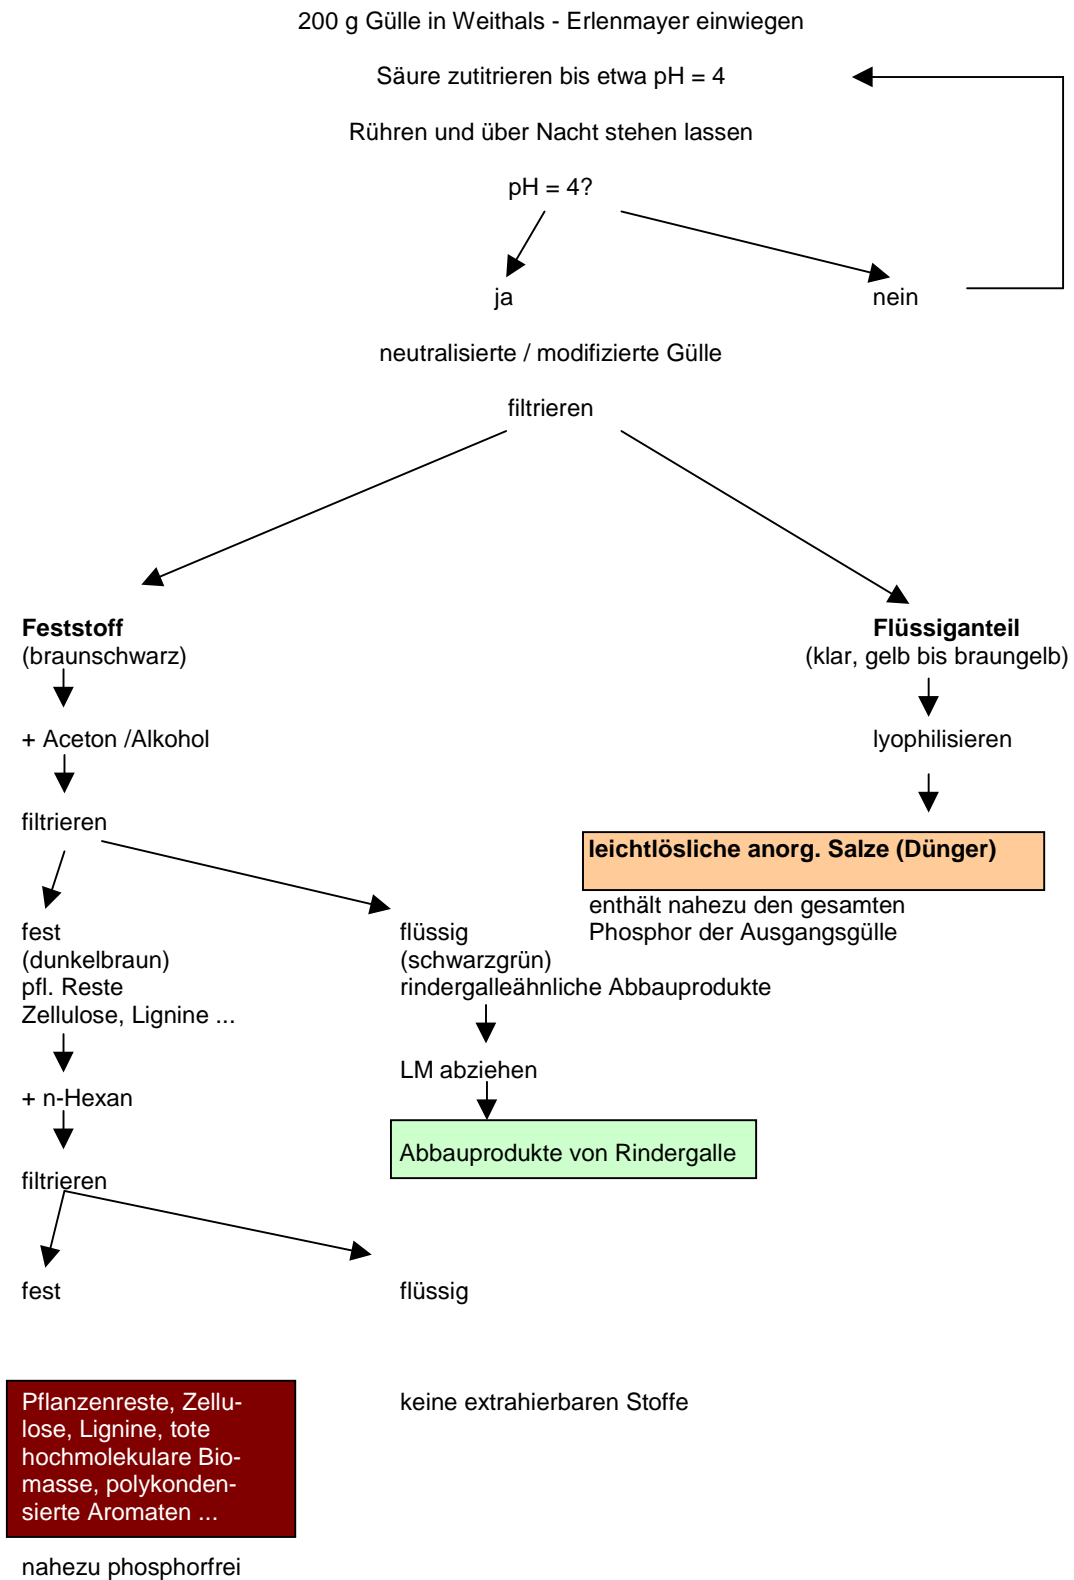 200 g Gülle in Weithals - Erlenmayer einwiegen
Säure zutitrieren bis etwa pH = 4
Rühren und über Nacht stehen lassen
pH = 4?
ja
nein
neutralisierte / modifizierte Gülle
filtrieren
Feststoff
(braunschwarz)
+ Aceton /Alkohol
filtrieren
Flüssiganteil
(klar, gelb bis braungelb)
lyophilisieren
leichtlösliche anorg. Salze (Dünger)
enthält nahezu den gesamten
Phosphor der Ausgangsgülle
fest
(dunkelbraun)
pfl. Reste
Zellulose, Lignine ...
+ n-Hexan
filtrieren
flüssig
(schwarzgrün)
rindergalleähnliche Abbauprodukte
LM abziehen
Abbauprodukte von Rindergalle
fest
flüssig
Pflanzenreste, Zellu-
lose, Lignine, tote
hochmolekulare Bio-
masse, polykonden-
sierte Aromaten ...
keine extrahierbaren Stoffe
nahezu phosphorfrei